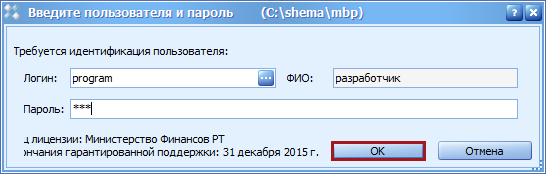 Введите пользователя и пароль (C:\shema\mbp)
Требуется идентификация пользователя:
Логин: program ... ФИО: разработчик
Пароль: ***
ц лицензии: Министерство Финансов РТ
ончания гарантированной поддержки: 31 декабря 2015 г.
OK Отмена